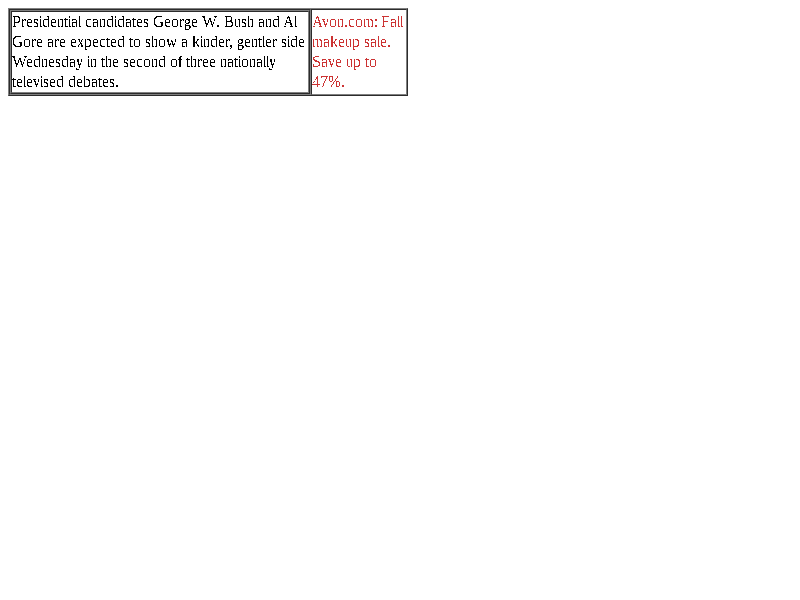 Presidential candidates George W. Bush and Al
Gore are expected to show a kinder, gentler side
Wednesday in the second of three nationally
televised debates.
Avon.com: Fall
makeup sale.
Save up to
47%.